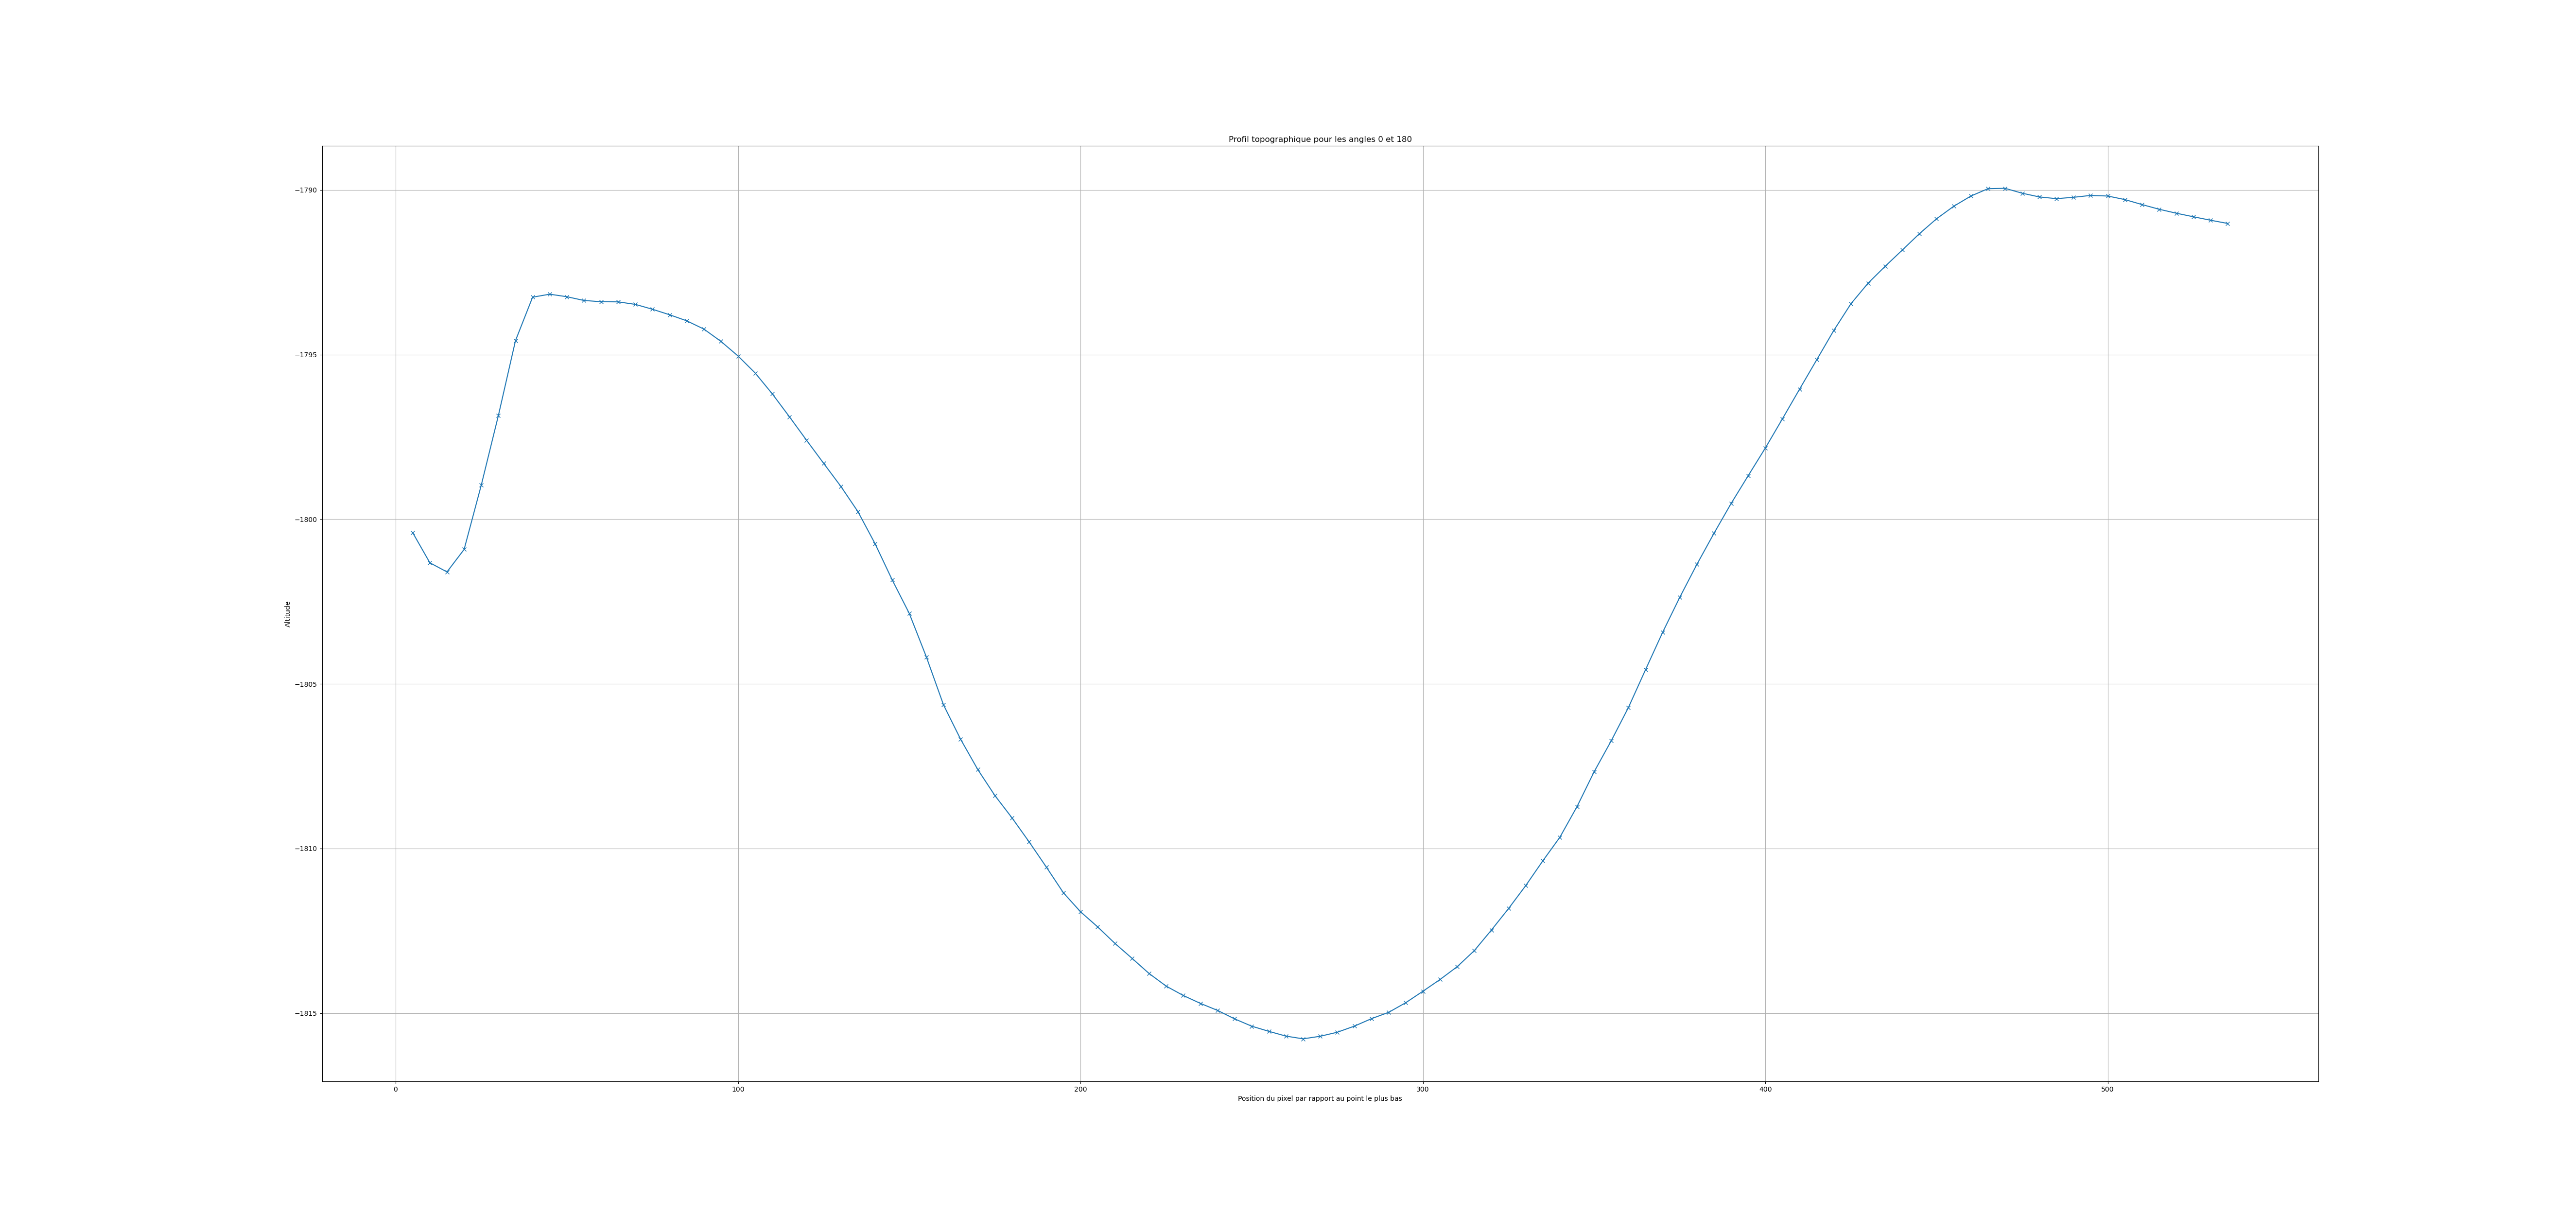 Profil topographique pour les angles 0 et 180
−1790
−1795
−1800
−1805
−1810
−1815
Altitude
0 100 200 300 400 500
Position du pixel par rapport au point le plus bas